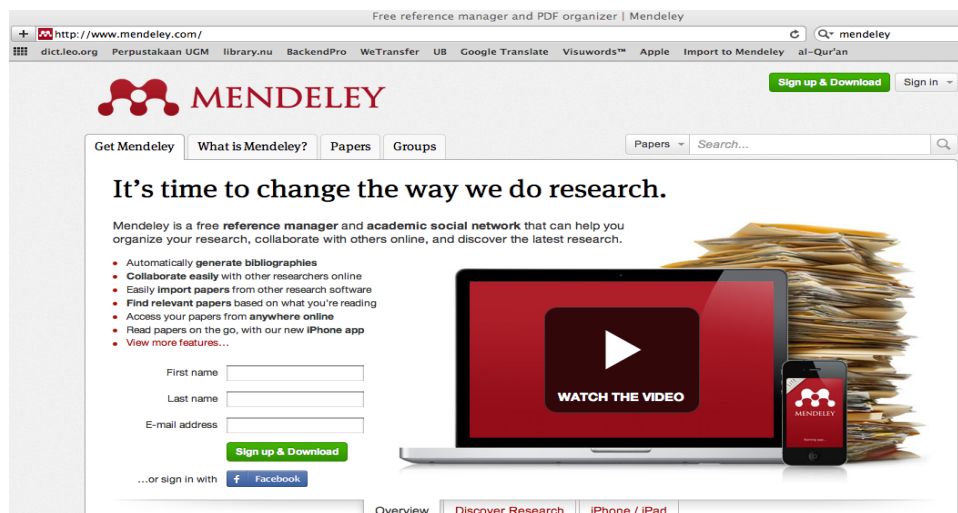 Free reference manager and PDF organizer | Mendeley
+ http://www.mendeley.com/ mendeley
dict.leo.org Perpustakaan UGM library.nu BackendPro WeTransfer UB Google Translate Visuwords™ Apple Import to Mendeley al-Qur'an
MENDELEY
Sign up & Download Sign in
Get Mendeley What is Mendeley? Papers Groups Papers Search...
It's time to change the way we do research.
Mendeley is a free reference manager and academic social network that can help you
organize your research, collaborate with others online, and discover the latest research.
• Automatically generate bibliographies
• Collaborate easily with other researchers online
• Easily import papers from other research software
• Find relevant papers based on what you're reading
• Access your papers from anywhere online
• Read papers on the go, with our new iPhone app
• View more features...
First name
Last name
E-mail address
Sign up & Download
...or sign in with f Facebook
WATCH THE VIDEO
MENDELEY
Overview Discover Research iPhone / iPad